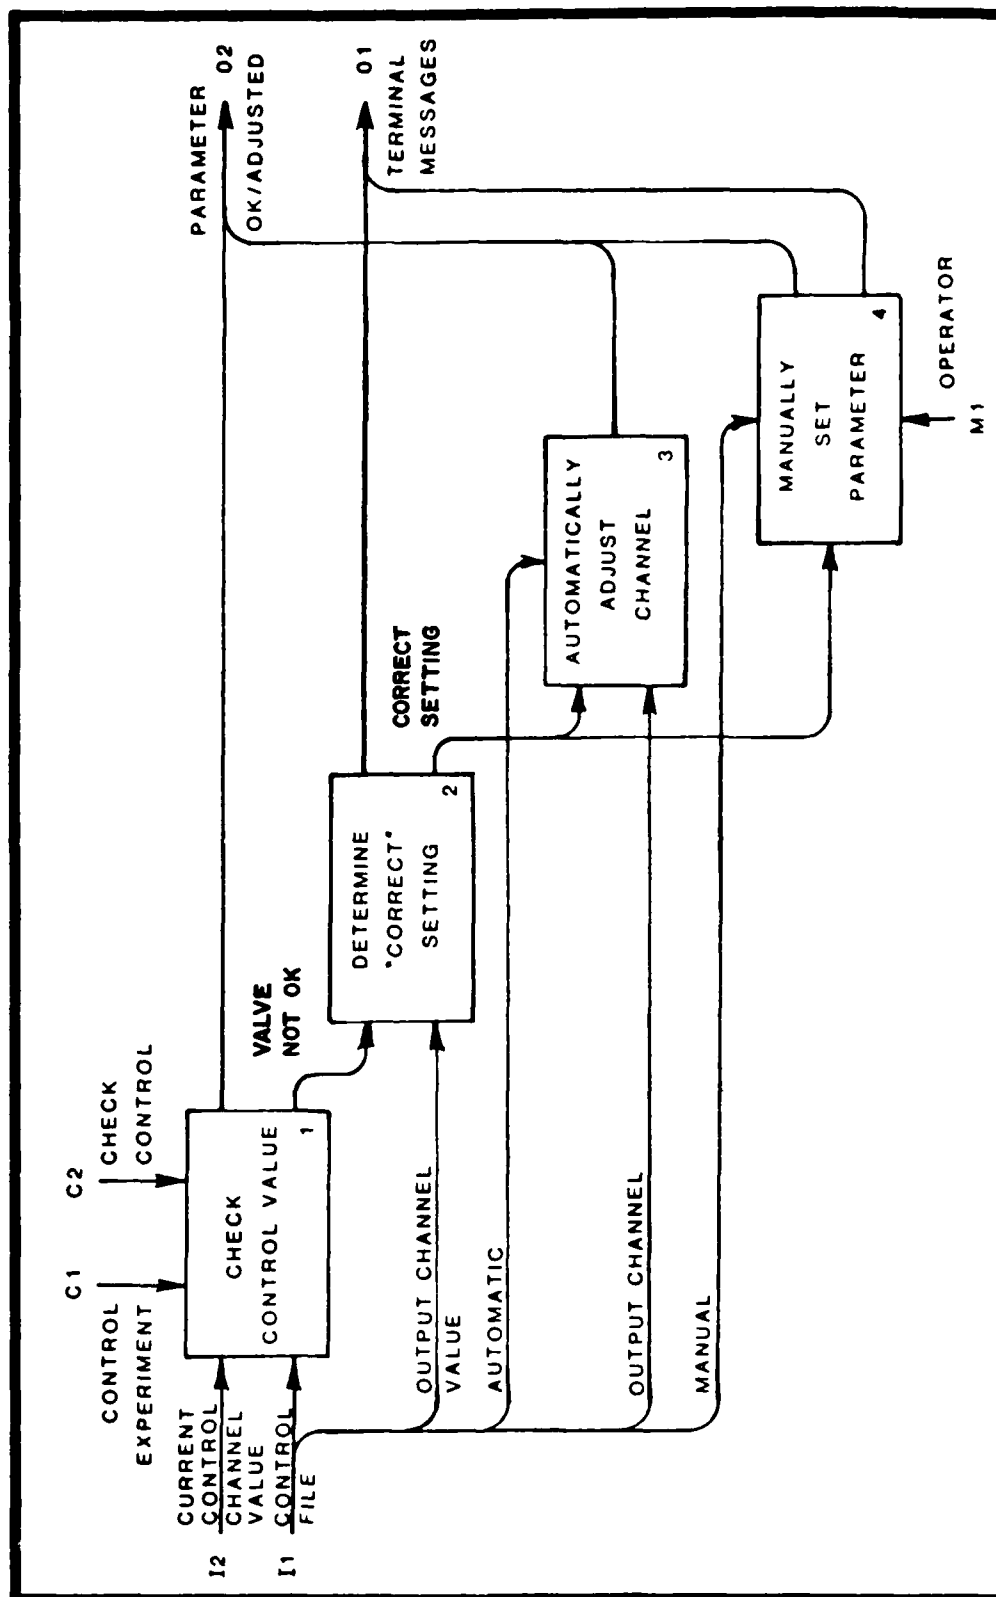 C1
CONTROL
EXPERIMENT
C2
CHECK
CONTROL
I2
CURRENT
CONTROL
CHANNEL
VALUE
I1
CONTROL
FILE
CHECK
CONTROL VALUE
1
VALVE
NOT OK
PARAMETER O2
OK/ADJUSTED
O1
TERMINAL
MESSAGES
OUTPUT CHANNEL
VALUE
DETERMINE
"CORRECT"
SETTING
2
CORRECT
SETTING
AUTOMATIC
AUTOMATICALLY
ADJUST
CHANNEL
3
OUTPUT CHANNEL
MANUAL
MANUALLY
SET
PARAMETER
4
OPERATOR
M1